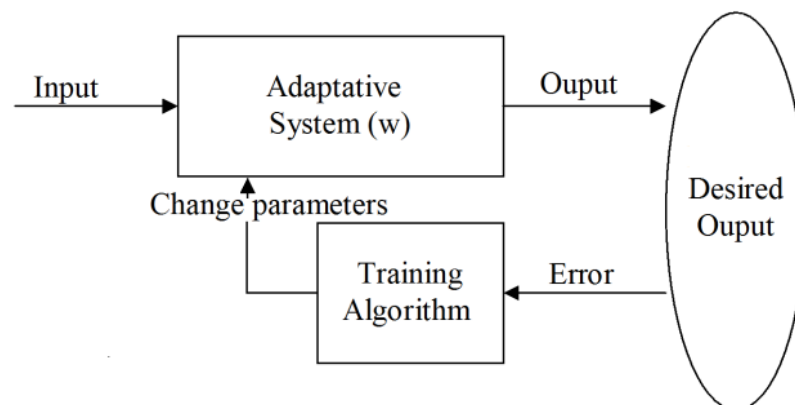 Input
Adaptative
System (w)
Ouput
Desired
Ouput
Change parameters
Training
Algorithm
Error